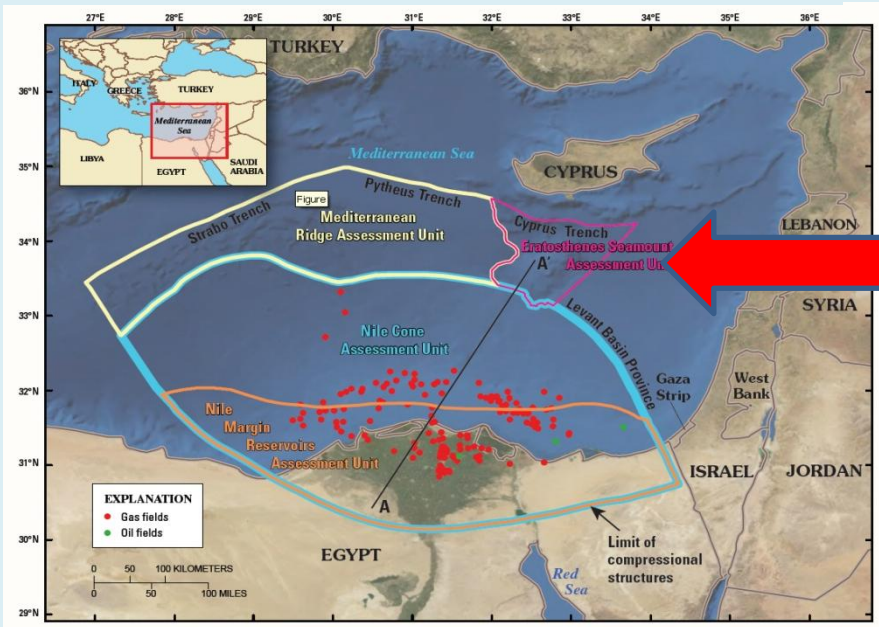 27°E
29°E
30°E
31°E
32°E
33°E
34°E
35°E
36°E
TURKEY
36°N
35°N
34°N
33°N
32°N
31°N
30°N
29°N
ITALY
GREECE
TURKEY
Mediterranean
Sea
LIBYA
EGYPT
SAUDI
ARABIA
Mediterranean Sea
CYPRUS
Figure
Strabo Trench
Pytheus Trench
Mediterranean
Ridge Assessment Unit
Cyprus Trench
Eratosthenes Seamount
Assessment Un
A'
LEBANON
SYRIA
Levant Basin Province
Nile Cone
Assessment Unit
Gaza
Strip
West
Bank
Nile
Margin
Reservoirs
Assessment Unit
ISRAEL
JORDAN
A
EXPLANATION
Gas fields
Oil fields
0 50 100 KILOMETERS
0 50 100 MILES
EGYPT
Red
Sea
Limit of
compressional
structures